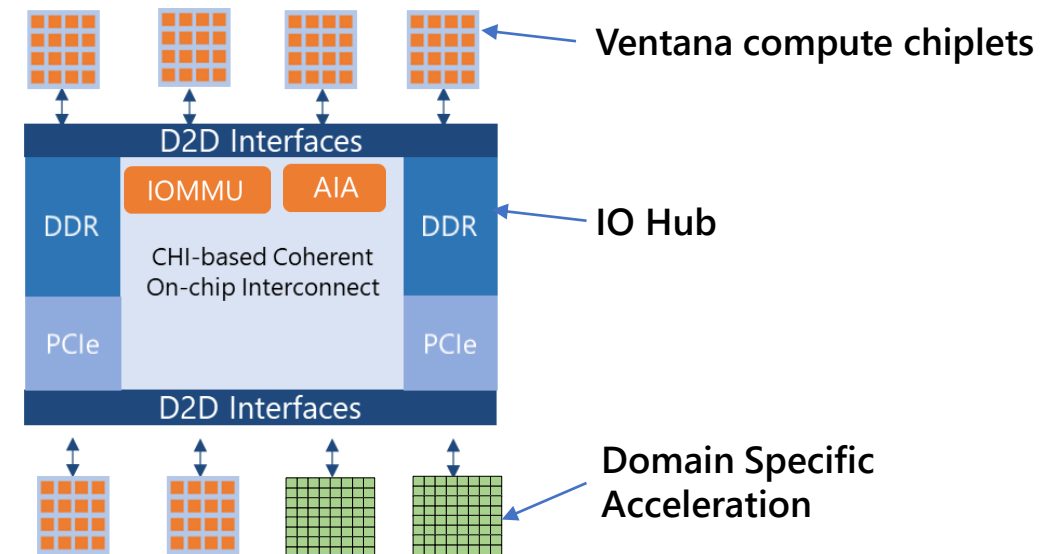 Ventana compute chiplets
D2D Interfaces
IOMMU
AIA
DDR
DDR
IO Hub
CHI-based Coherent
On-chip Interconnect
PCIe
PCIe
D2D Interfaces
Domain Specific
Acceleration